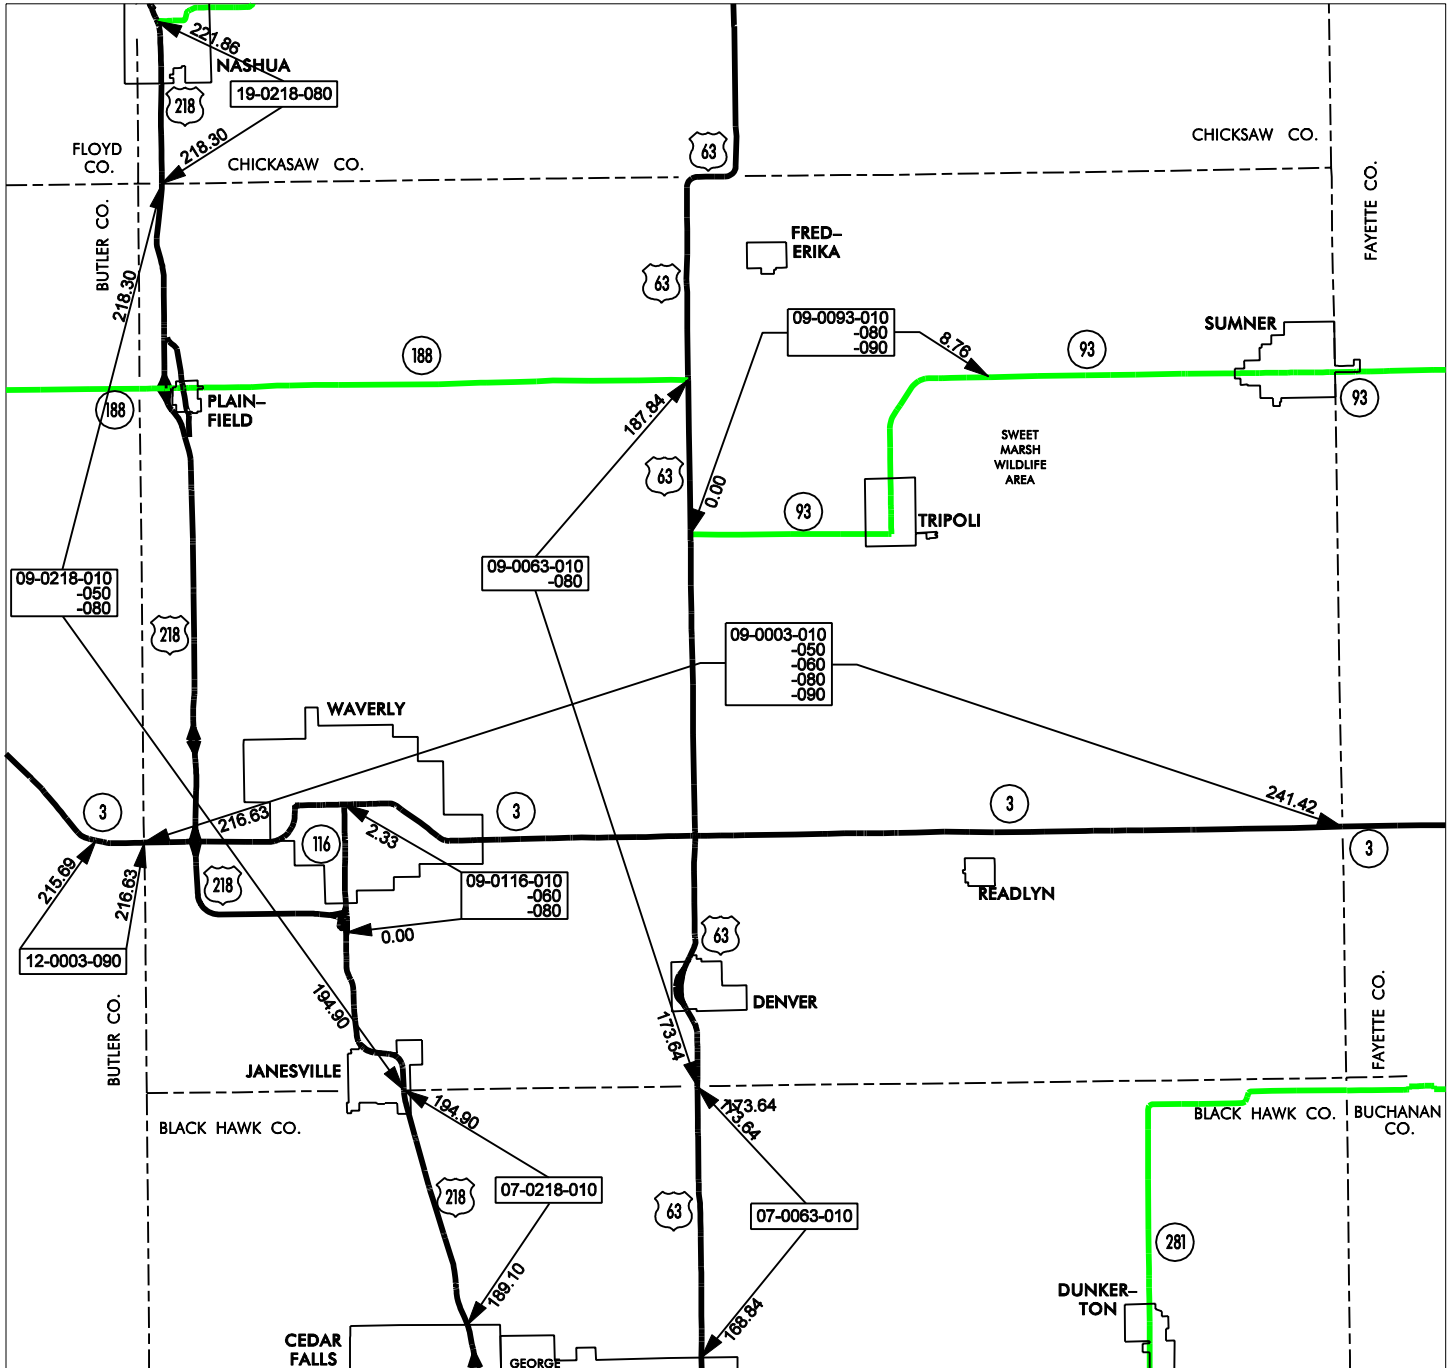 221.86
NASHUA
19-0218-080
218
218.30
FLOYD
CO.
CHICKASAW CO.
63
CHICKSAW CO.
FAYETTE CO.
BUTLER CO.
FRED–
ERIKA
63
218.30
09-0093-010
-080
-090
8.76
93
SUMNER
188
188
PLAIN–
FIELD
187.84
93
SWEET
MARSH
WILDLIFE
AREA
63
0.00
93
TRIPOLI
09-0218-010
-050
-080
09-0063-010
-080
218
09-0003-010
-050
-060
-080
-090
WAVERLY
3
216.63
116
2.33
3
3
241.42
3
215.69
216.63
218
09-0116-010
-060
-080
READLYN
0.00
63
12-0003-090
194.90
DENVER
173.64
BUTLER CO.
FAYETTE CO.
JANESVILLE
194.90
173.64
173.64
BLACK HAWK CO.
BLACK HAWK CO.
BUCHANAN
CO.
07-0218-010
218
63
07-0063-010
281
189.10
168.84
DUNKER–
TON
CEDAR
FALLS
GEORGE